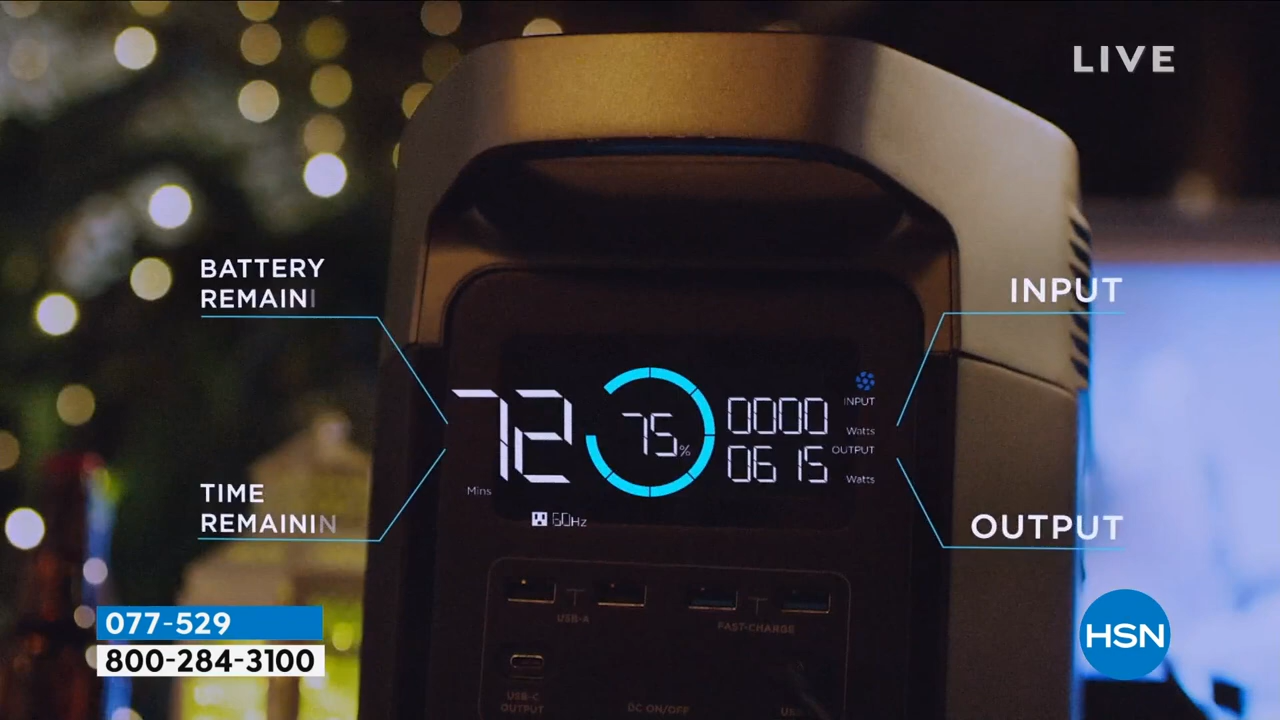 LIVE
BATTERY
REMAINI
INPUT
72
75%
0000
INPUT
Watts
0615
OUTPUT
Watts
Mins
60Hz
TIME
REMAININ
OUTPUT
USB-A
FAST-CHARGE
USB-C
OUTPUT
DC ON/OFF
077-529
800-284-3100
HSN